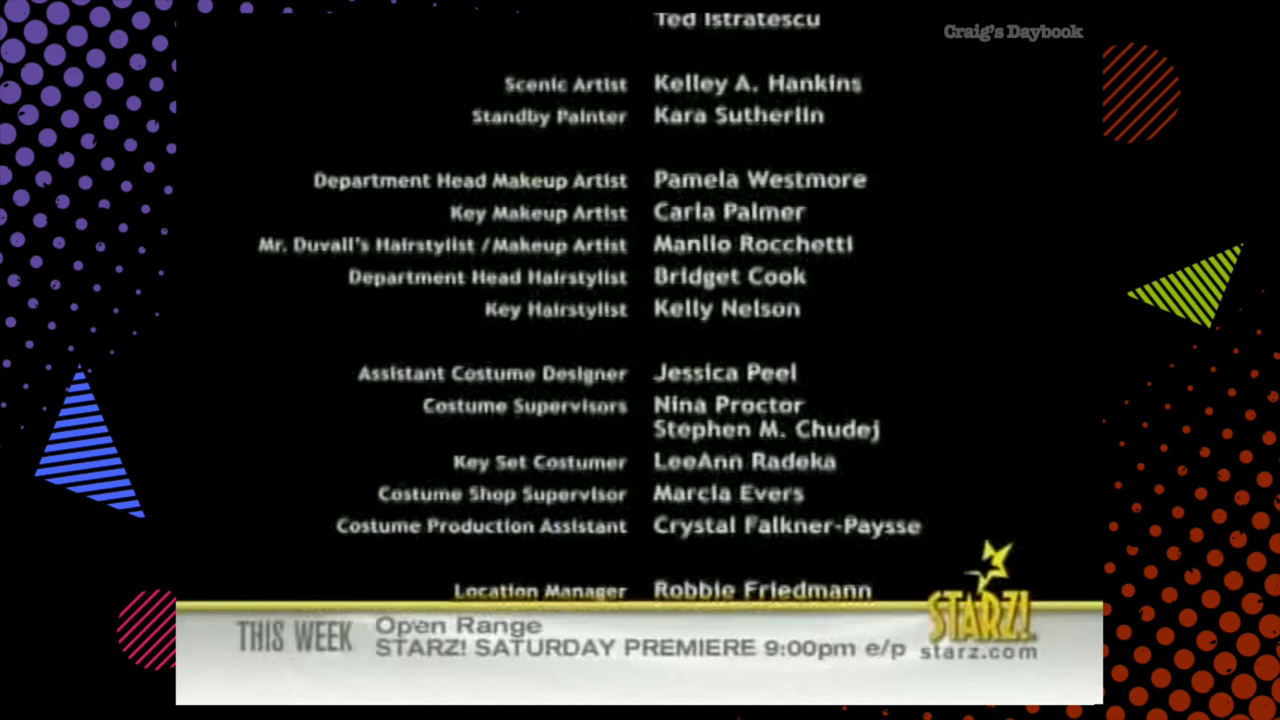 Craig's Daybook
Ted Istratescu
Scenic Artist Kelley A. Hankins
Standby Painter Kara Sutherlin
Department Head Makeup Artist Pamela Westmore
Key Makeup Artist Carla Palmer
Mr. Duvall's Hairstylist / Makeup Artist Manlio Rocchetti
Department Head Hairstylist Bridget Cook
Key Hairstylist Kelly Nelson
Assistant Costume Designer Jessica Peel
Costume Supervisors Nina Proctor
Stephen M. Chudej
Key Set Costumer LeeAnn Radeka
Costume Shop Supervisor Marcia Evers
Costume Production Assistant Crystal Falkner-Paysse
Location Manager Robbie Friedmann
THIS WEEK Open Range
STARZ! SATURDAY PREMIERE 9:00pm e/p
STARZ!
starz.com